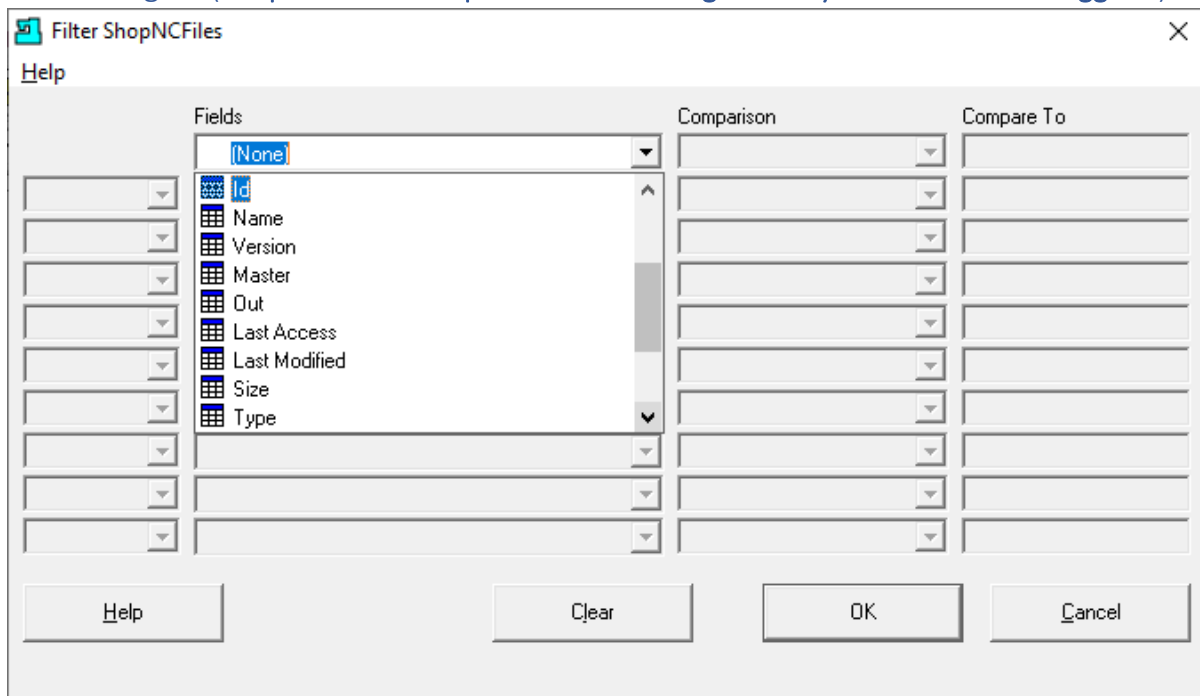 Filter ShopNCFiles
Help
Fields Comparison Compare To
(None)
Id
Name
Version
Master
Out
Last Access
Last Modified
Size
Type
Help Clear OK Cancel